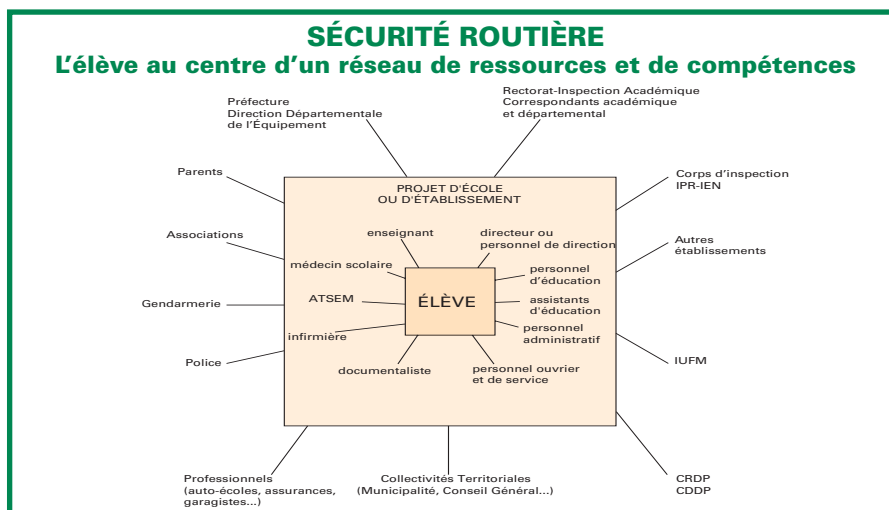 SÉCURITÉ ROUTIÈRE
L'élève au centre d'un réseau de ressources et de compétences
Préfecture
Direction Départementale
de l'Équipement
Rectorat-Inspection Académique
Correspondants académique
et départemental
Parents
Corps d'inspection
IPR-IEN
PROJET D'ÉCOLE
OU D'ÉTABLISSEMENT
Associations
enseignant
directeur ou
personnel de direction
Autres
établissements
médecin scolaire
personnel
d'éducation
Gendarmerie
ATSEM
ÉLÈVE
assistants
d'éducation
infirmière
personnel
administratif
Police
documentaliste
personnel ouvrier
et de service
IUFM
Professionnels
(auto-écoles, assurances,
garagistes...)
Collectivités Territoriales
(Municipalité, Conseil Général...)
CRDP
CDDP